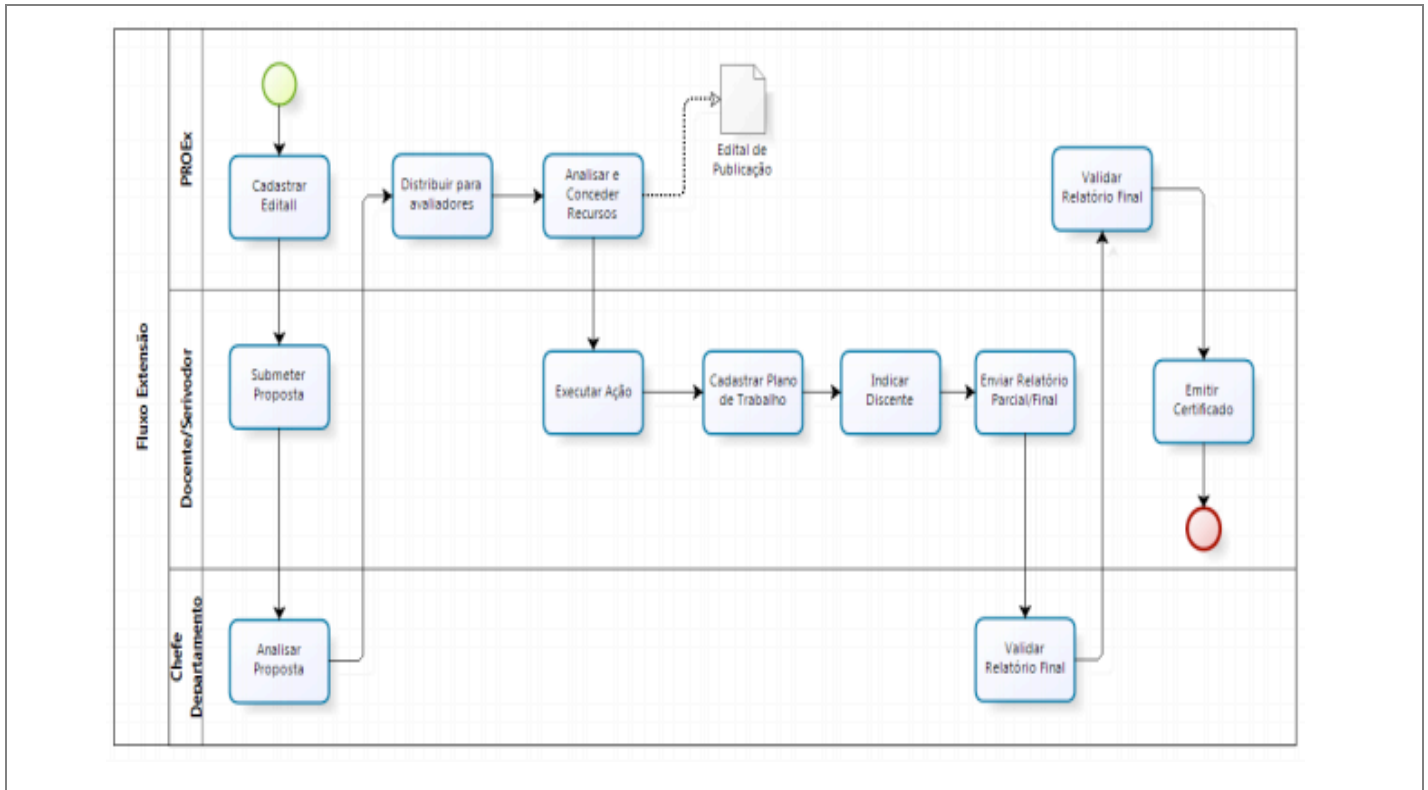 Fluxo Extensão
PROEx
Cadastrar
Editall
Distribuir para
avaliadores
Analisar e
Conceder
Recursos
Edital de
Publicação
Validar
Relatório Final
Docente/Serivodor
Submeter
Proposta
Executar Ação
Cadastrar Plano
de Trabalho
Indicar
Discente
Enviar Relatório
Parcial/Final
Emitir
Certificado
Chefe
Departamento
Analisar
Proposta
Validar
Relatório Final